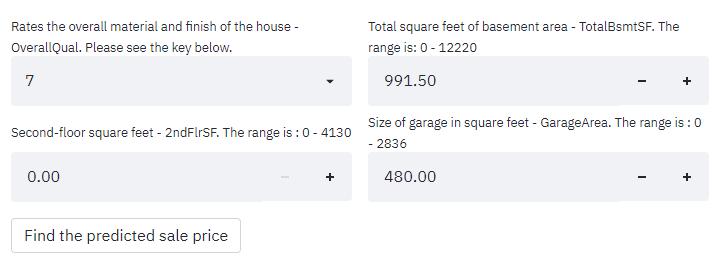 Rates the overall material and finish of the house -
OverallQual. Please see the key below.
7
Total square feet of basement area - TotalBsmtSF. The
range is: 0 - 12220
991.50
Second-floor square feet - 2ndFlrSF. The range is : 0 - 4130
0.00
Size of garage in square feet - GarageArea. The range is : 0
- 2836
480.00
Find the predicted sale price